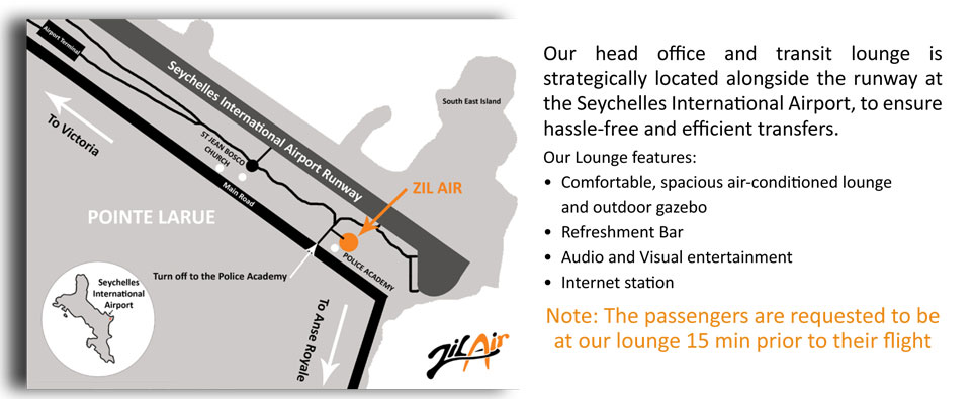 Airport Terminal
Seychelles International Airport Runway
South East Island
To Victoria
ST JEAN BOSCO
CHURCH
Main Road
ZIL AIR
POINTE LARUE
POLICE ACADEMY
Turn off to the Police Academy
Seychelles
International
Airport
To Anse Royale
ZIL Air
Our head office and transit lounge is
strategically located alongside the runway at
the Seychelles International Airport, to ensure
hassle-free and efficient transfers.
Our Lounge features:
• Comfortable, spacious air-conditioned lounge
and outdoor gazebo
• Refreshment Bar
• Audio and Visual entertainment
• Internet station
Note: The passengers are requested to be
at our lounge 15 min prior to their flight